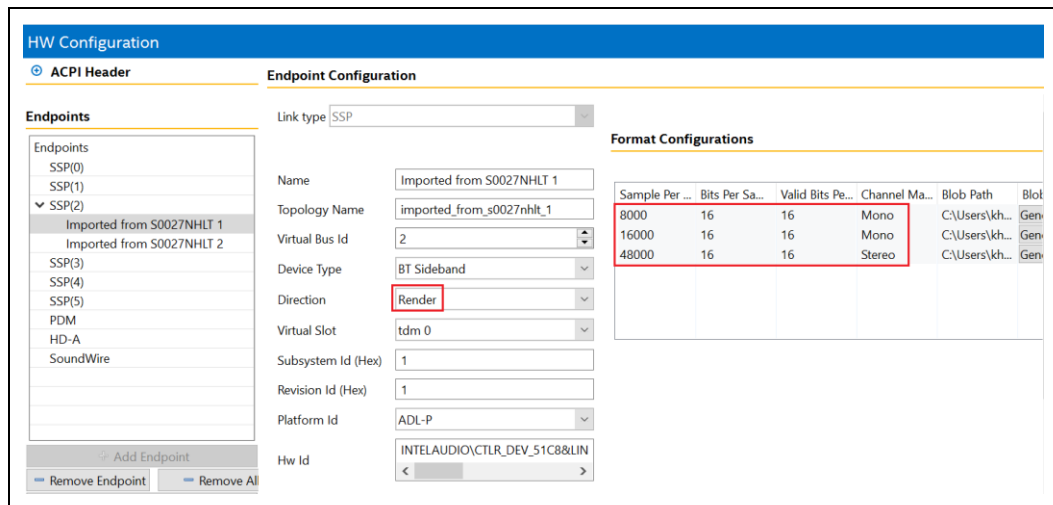 HW Configuration
ACPI Header
Endpoints
Endpoints
SSP(0)
SSP(1)
SSP(2)
Imported from S0027NHLT 1
Imported from S0027NHLT 2
SSP(3)
SSP(4)
SSP(5)
PDM
HD-A
SoundWire
Add Endpoint
Remove Endpoint
Remove All
Endpoint Configuration
Link type SSP
Name Imported from S0027NHLT 1
Topology Name imported_from_s0027nhlt_1
Virtual Bus Id 2
Device Type BT Sideband
Direction Render
Virtual Slot tdm 0
Subsystem Id (Hex) 1
Revision Id (Hex) 1
Platform Id ADL-P
Hw Id INTELAUDIO\CTLR_DEV_51C8&LIN
Format Configurations
Sample Per ... Bits Per Sa... Valid Bits Pe... Channel Ma... Blob Path Blob
8000 16 16 Mono C:\Users\kh... Gen
16000 16 16 Mono C:\Users\kh... Gen
48000 16 16 Stereo C:\Users\kh... Gen